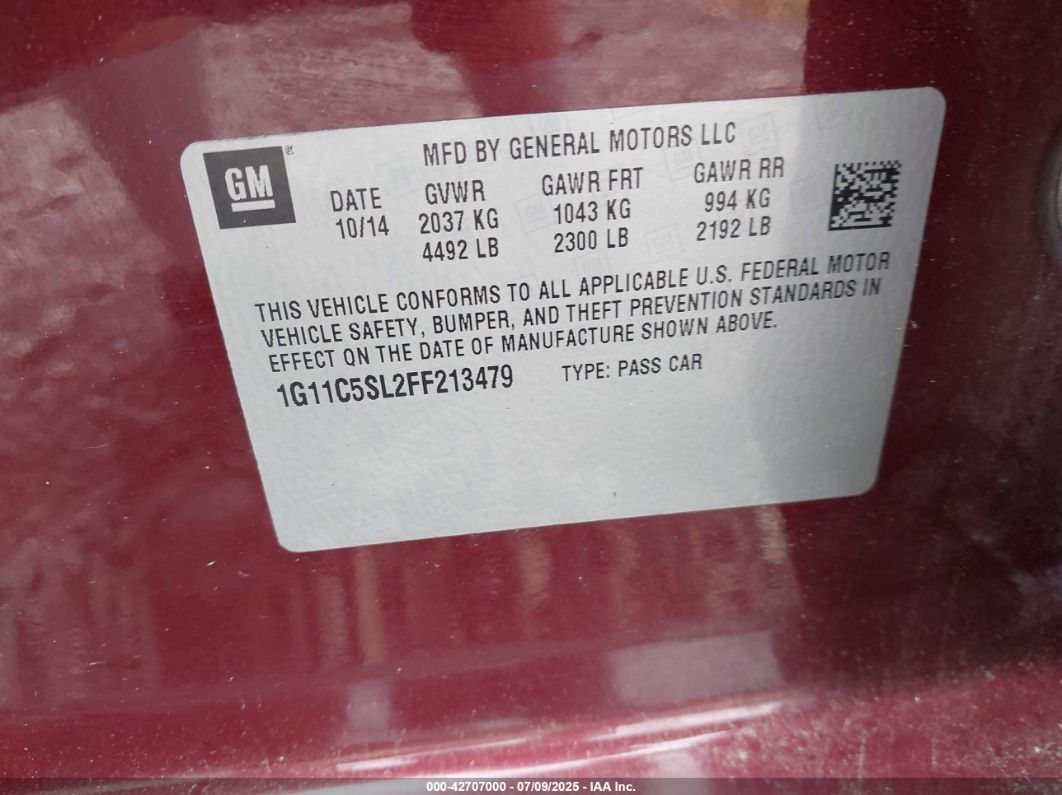 GM
MFD BY GENERAL MOTORS LLC
DATE GVWR GAWR FRT GAWR RR
10/14 2037 KG 1043 KG 994 KG
4492 LB 2300 LB 2192 LB
THIS VEHICLE CONFORMS TO ALL APPLICABLE U.S. FEDERAL MOTOR
VEHICLE SAFETY, BUMPER, AND THEFT PREVENTION STANDARDS IN
EFFECT ON THE DATE OF MANUFACTURE SHOWN ABOVE.
1G11C5SL2FF213479 TYPE: PASS CAR
000-42707000 - 07/09/2025 - IAA Inc.